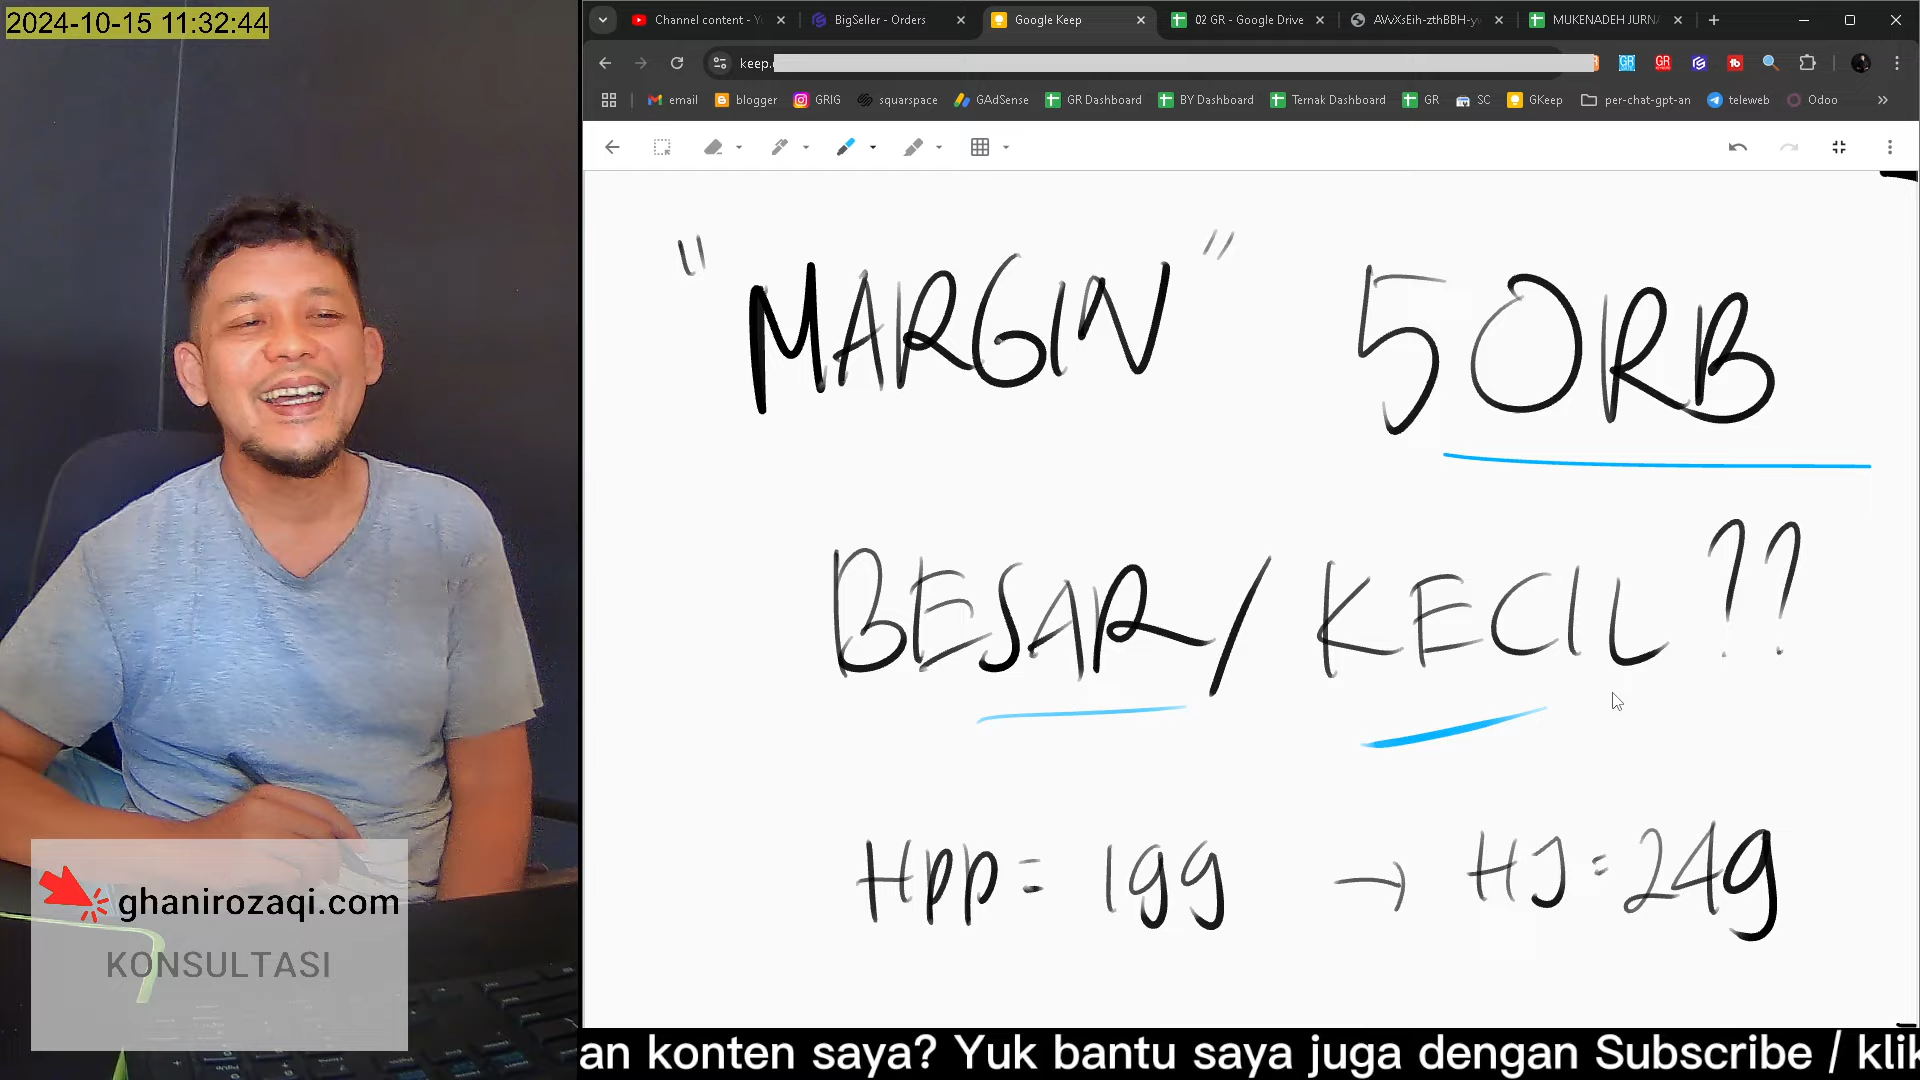 2024-10-15 11:32:44
Channel content - Y
BigSeller - Orders
Google Keep
02 GR - Google Drive
AVvXsEih-zthBBH-y
MUKENADEH JURN
keep.
email
blogger
GRIG
squarspace
GAdSense
GR Dashboard
BY Dashboard
Ternak Dashboard
GR
SC
GKeep
per-chat-gpt-an
teleweb
Odoo
"MARGIN" 50RB
BESAR/KECIL??
HPP = 199 → HJ = 249
ghanirozaqi.com
KONSULTASI
an konten saya? Yuk bantu saya juga dengan Subscribe / klik